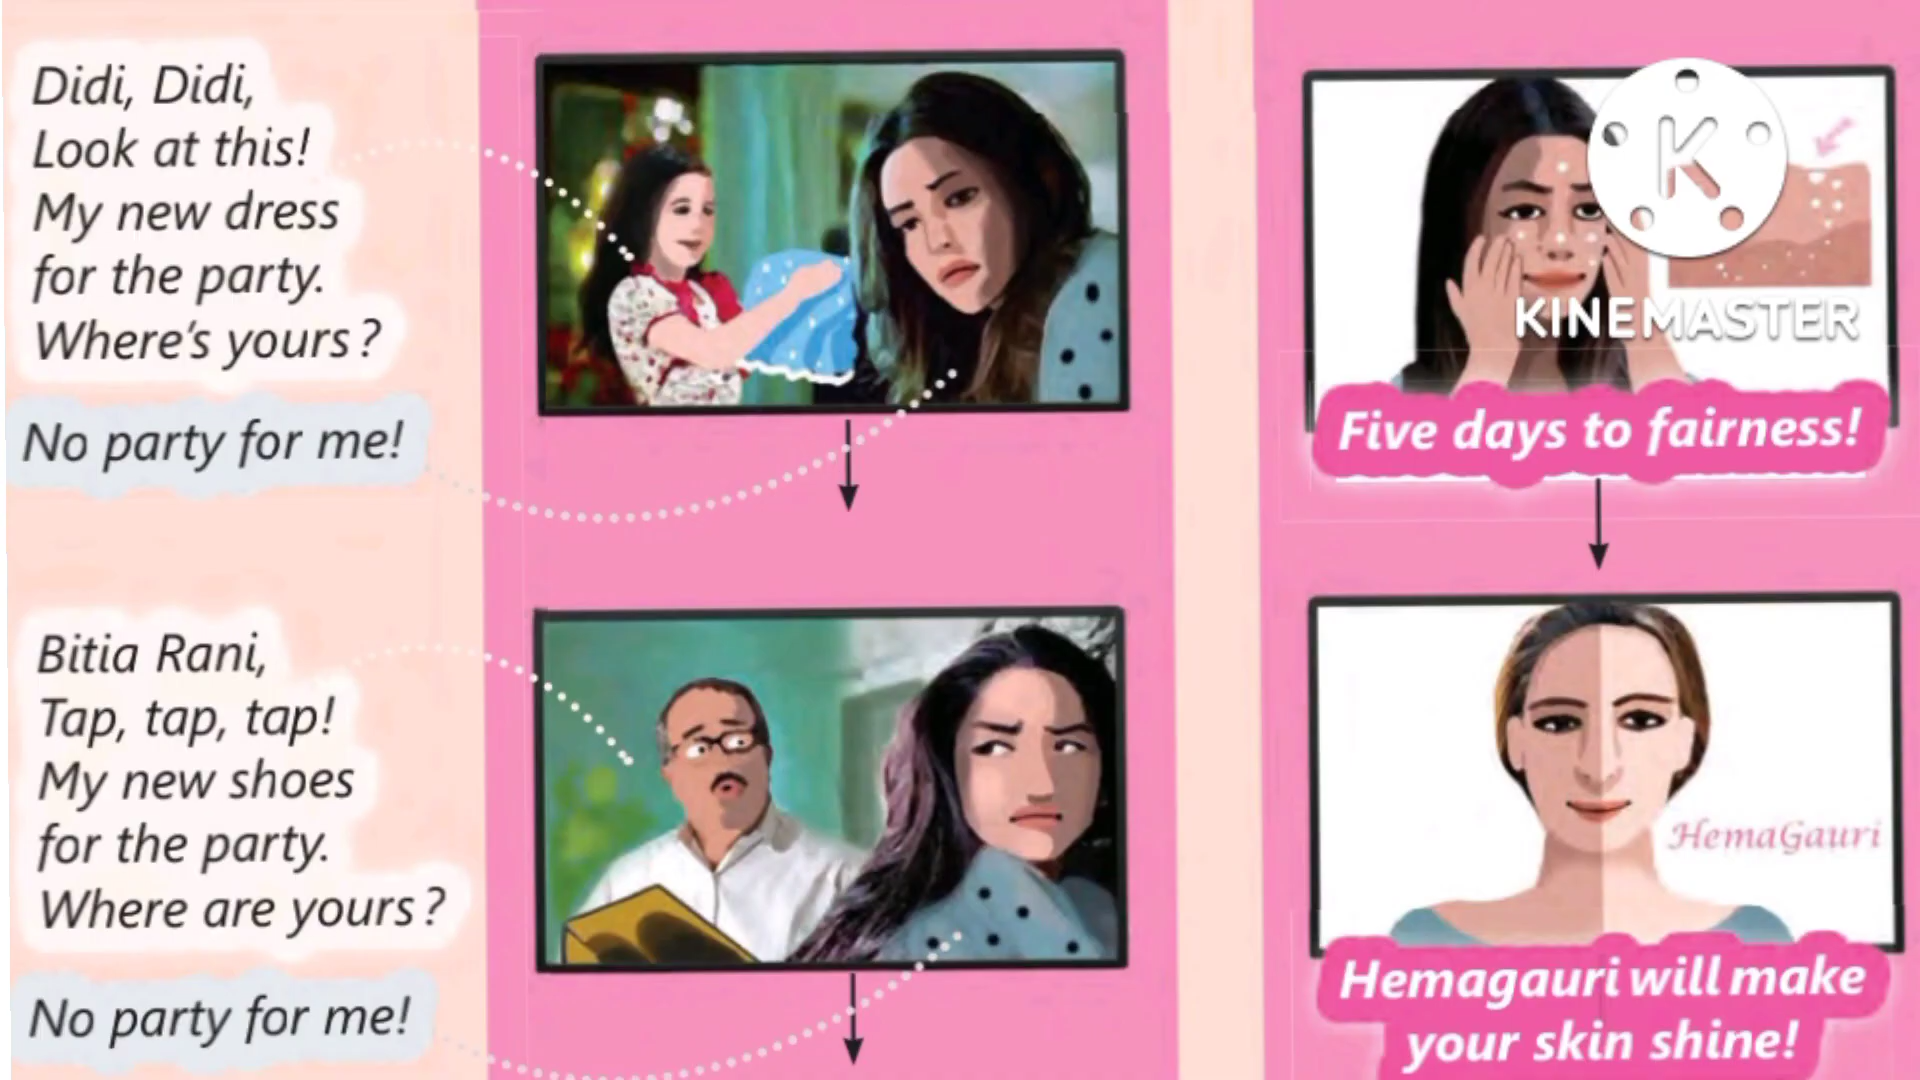 Didi, Didi,
Look at this!
My new dress
for the party.
Where's yours?
No party for me!
Bitia Rani,
Tap, tap, tap!
My new shoes
for the party.
Where are yours?
No party for me!
K
KINEMASTER
Five days to fairness!
HemaGauri
Hemagauri will make
your skin shine!